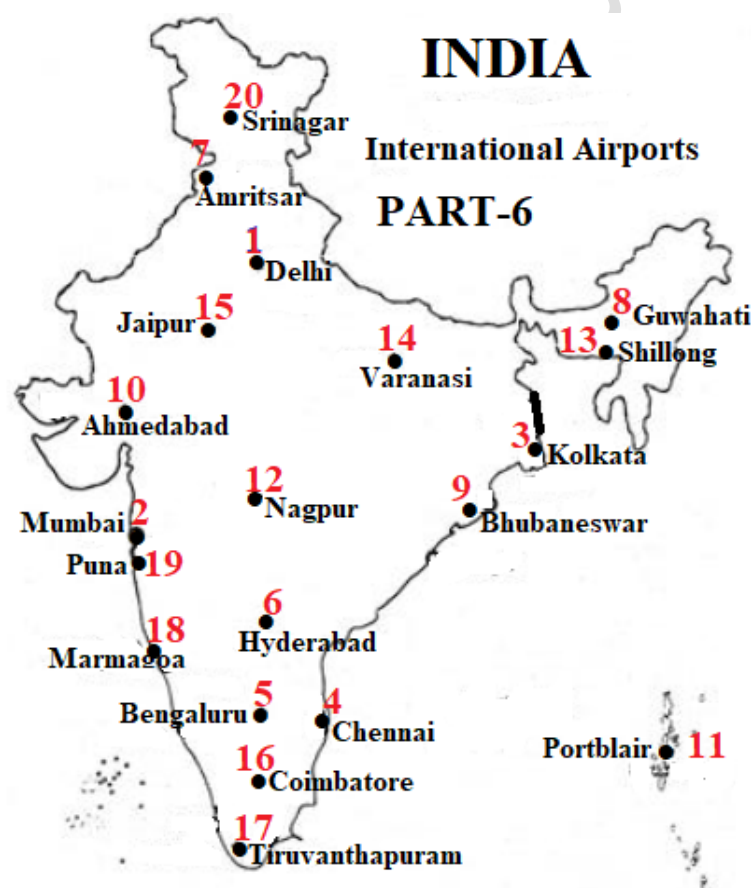 INDIA
20
Srinagar
International Airports
7
Amritsar
PART-6
1
Delhi
15
Jaipur
8
Guwahati
14
Varanasi
13
Shillong
10
Ahmedabad
3
Kolkata
12
Nagpur
9
Bhubaneswar
Mumbai
2
Puna
19
6
Hyderabad
18
Marmagoa
5
Bengaluru
4
Chennai
Portblair
11
16
Coimbatore
17
Tiruvanthapuram